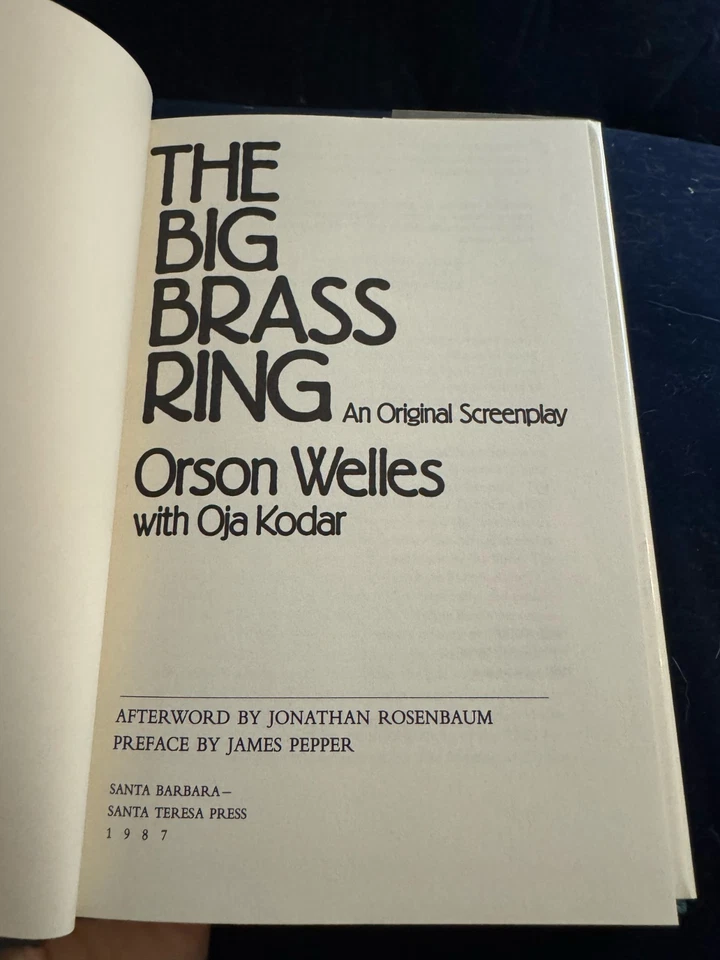 THE
BIG
BRASS
RING An Original Screenplay
Orson Welles
with Oja Kodar
AFTERWORD BY JONATHAN ROSENBAUM
PREFACE BY JAMES PEPPER
SANTA BARBARA—
SANTA TERESA PRESS
1 9 8 7